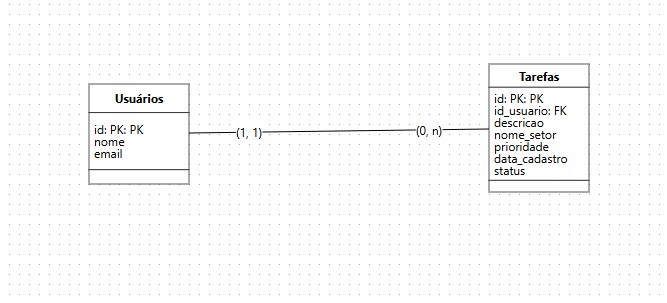 Usuários
id: PK: PK
nome
email
(1, 1)
(0, n)
Tarefas
id: PK: PK
id_usuario: FK
descricao
nome_setor
prioridade
data_cadastro
status